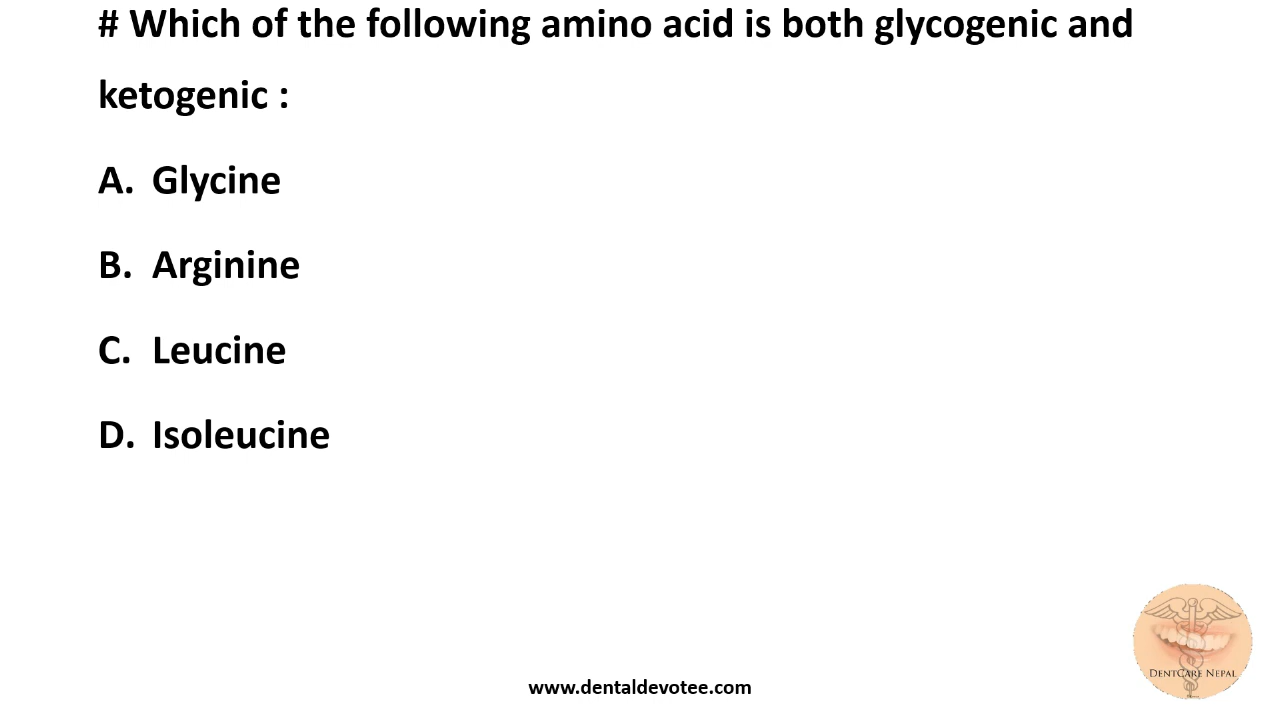 # Which of the following amino acid is both glycogenic and
ketogenic :
A. Glycine
B. Arginine
C. Leucine
D. Isoleucine
DentCare Nepal
www.dentaldevotee.com